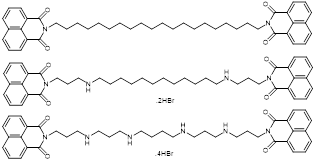 O O
N N
O O
O H O
N N N N
O H O
.2HBr
O H H O
N N N N N N
O H H O
.4HBr